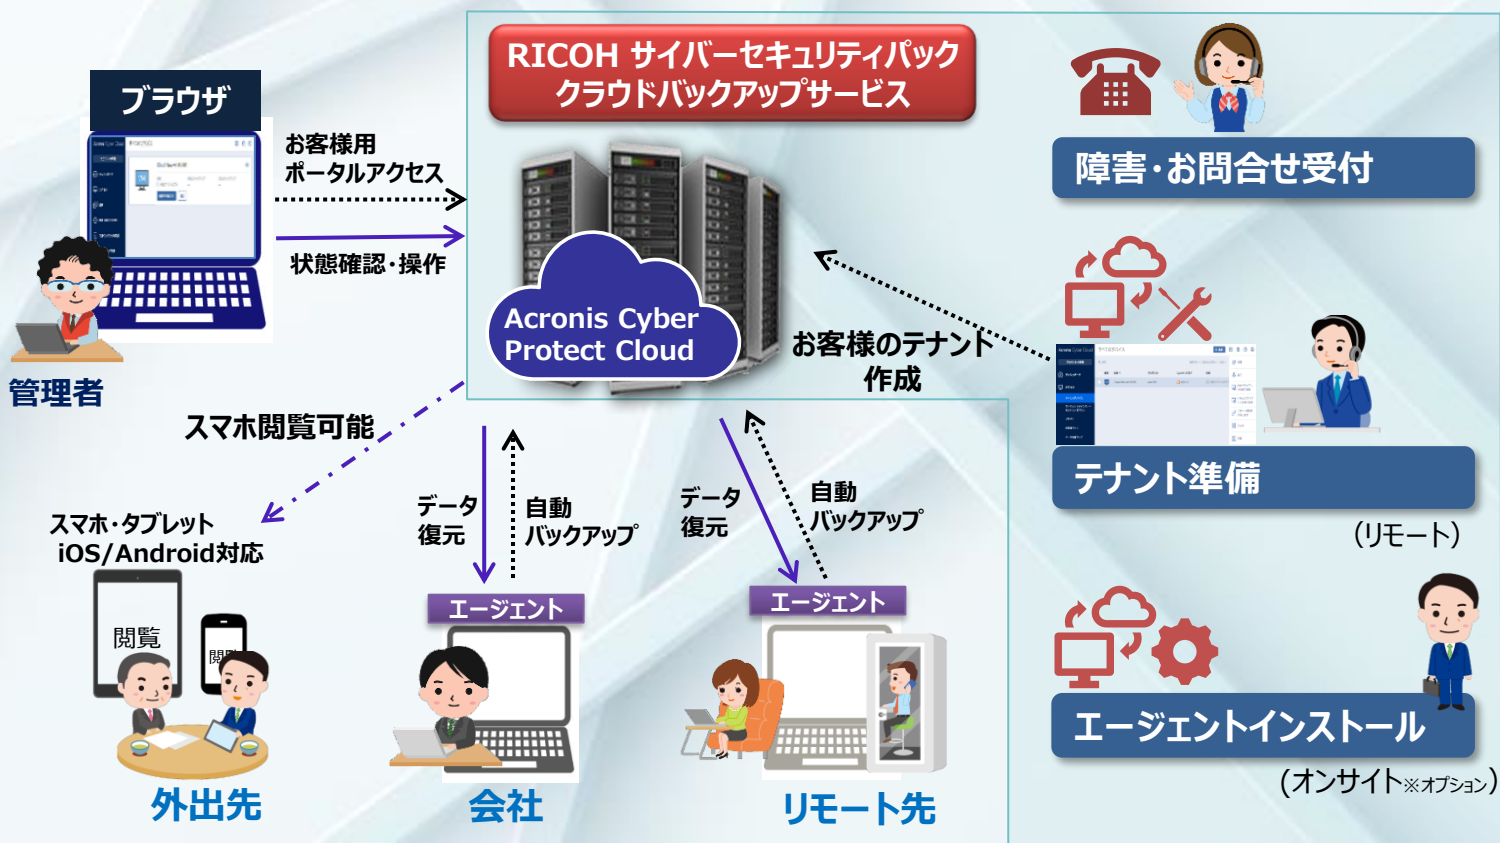 RICOH サイバーセキュリティパック
クラウドバックアップサービス
ブラウザ
お客様用
ポータルアクセス
状態確認・操作
管理者
Acronis Cyber
Protect Cloud
お客様のテナント
作成
スマホ閲覧可能
スマホ・タブレット
iOS/Android対応
閲覧
データ
復元
自動
バックアップ
データ
復元
自動
バックアップ
エージェント
エージェント
外出先
会社
リモート先
障害・お問合せ受付
テナント準備
(リモート)
エージェントインストール
(オンサイト※オプション)